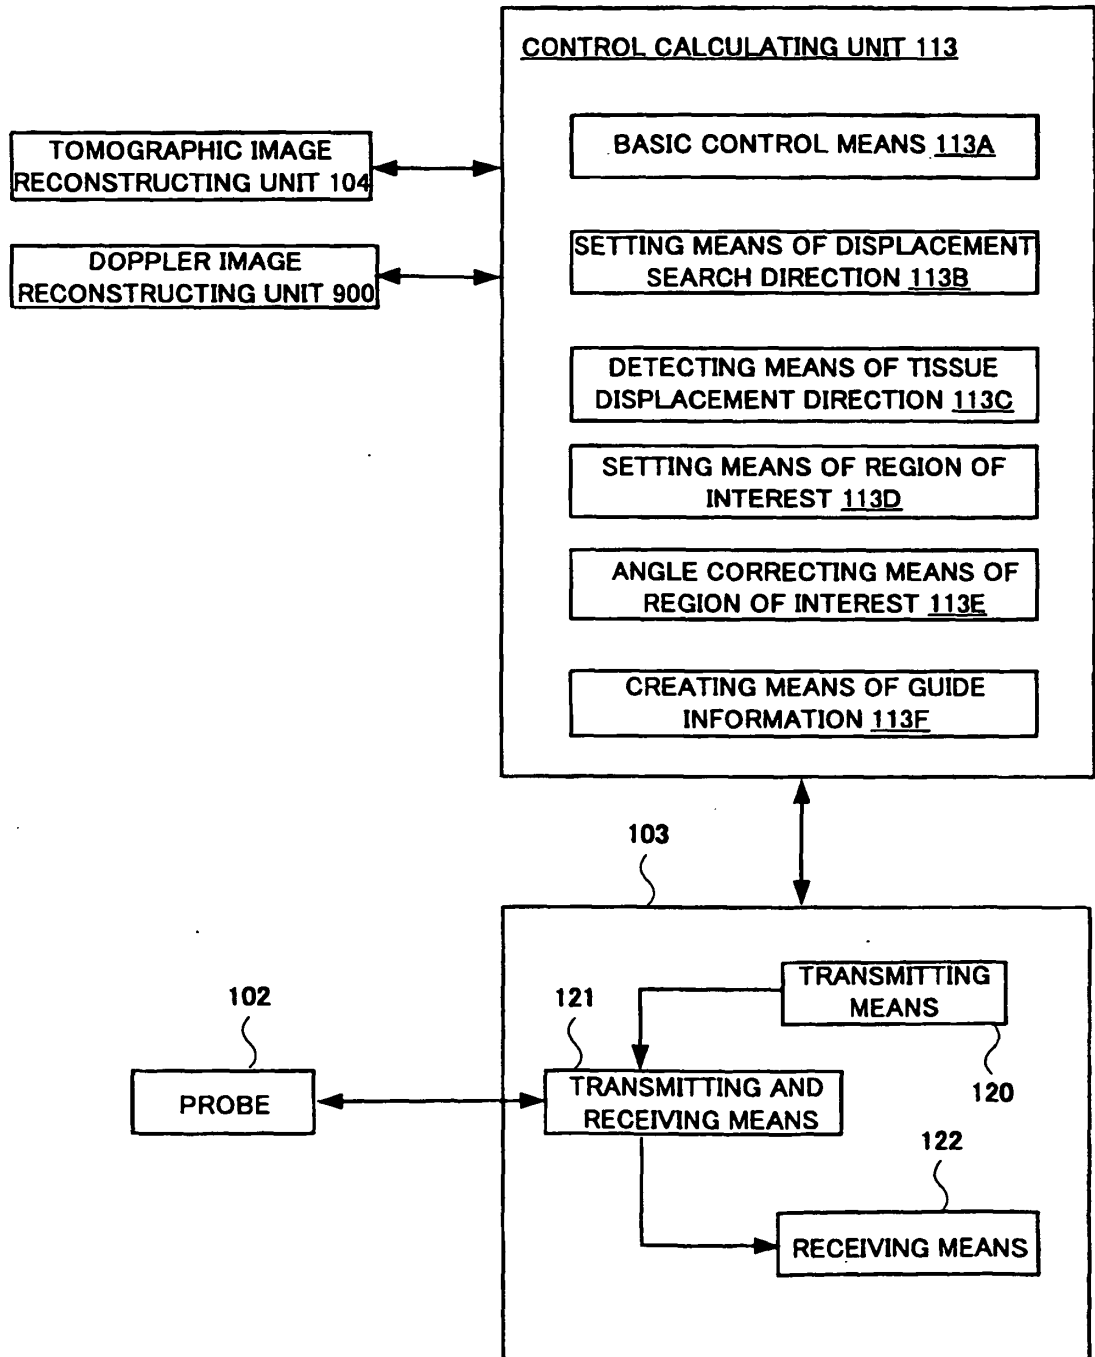 CONTROL CALCULATING UNIT 113
BASIC CONTROL MEANS 113A
TOMOGRAPHIC IMAGE
RECONSTRUCTING UNIT 104
SETTING MEANS OF DISPLACEMENT
SEARCH DIRECTION 113B
DOPPLER IMAGE
RECONSTRUCTING UNIT 900
DETECTING MEANS OF TISSUE
DISPLACEMENT DIRECTION 113C
SETTING MEANS OF REGION OF
INTEREST 113D
ANGLE CORRECTING MEANS OF
REGION OF INTEREST 113E
CREATING MEANS OF GUIDE
INFORMATION 113F
103
TRANSMITTING
MEANS
120
102
121
PROBE
TRANSMITTING AND
RECEIVING MEANS
122
RECEIVING MEANS